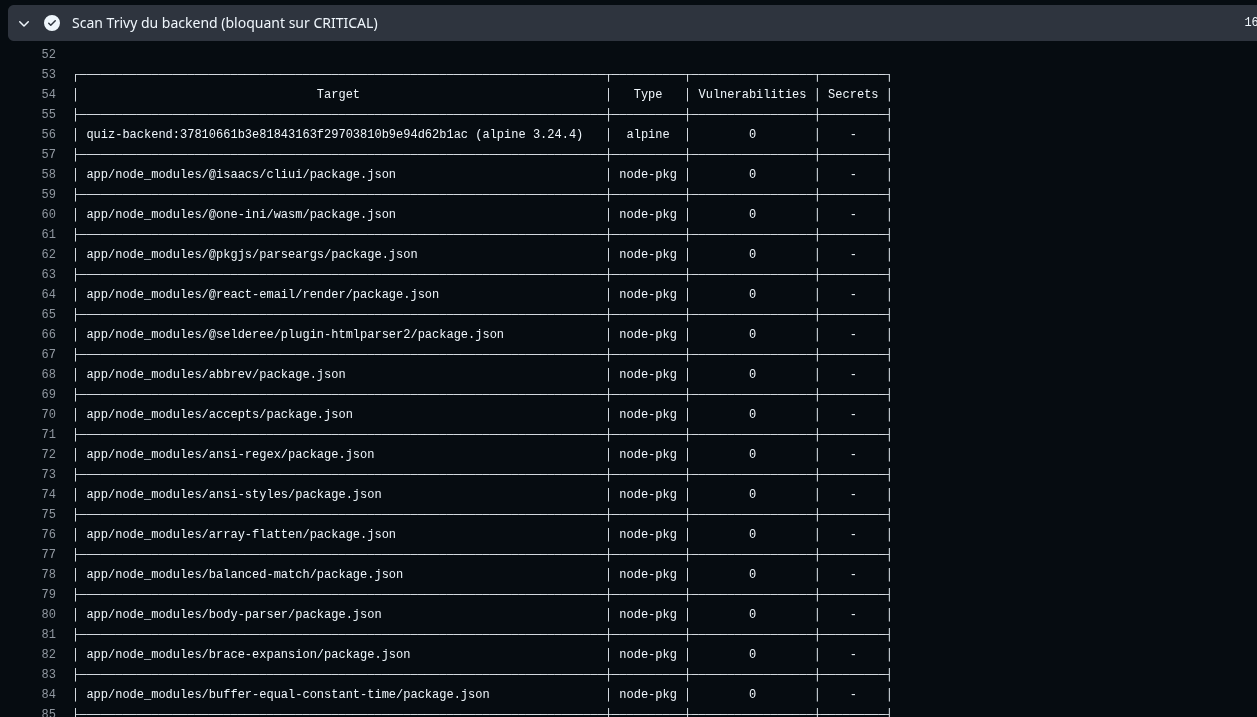 Scan Trivy du backend (bloquant sur CRITICAL) 16
52
53
54 │ Target │ Type │ Vulnerabilities │ Secrets │
55
56 │ quiz-backend:37810661b3e81843163f29703810b9e94d62b1ac (alpine 3.24.4) │ alpine │ 0 │ - │
57
58 │ app/node_modules/@isaacs/cliui/package.json │ node-pkg │ 0 │ - │
59
60 │ app/node_modules/@one-ini/wasm/package.json │ node-pkg │ 0 │ - │
61
62 │ app/node_modules/@pkgjs/parseargs/package.json │ node-pkg │ 0 │ - │
63
64 │ app/node_modules/@react-email/render/package.json │ node-pkg │ 0 │ - │
65
66 │ app/node_modules/@selderee/plugin-htmlparser2/package.json │ node-pkg │ 0 │ - │
67
68 │ app/node_modules/abbrev/package.json │ node-pkg │ 0 │ - │
69
70 │ app/node_modules/accepts/package.json │ node-pkg │ 0 │ - │
71
72 │ app/node_modules/ansi-regex/package.json │ node-pkg │ 0 │ - │
73
74 │ app/node_modules/ansi-styles/package.json │ node-pkg │ 0 │ - │
75
76 │ app/node_modules/array-flatten/package.json │ node-pkg │ 0 │ - │
77
78 │ app/node_modules/balanced-match/package.json │ node-pkg │ 0 │ - │
79
80 │ app/node_modules/body-parser/package.json │ node-pkg │ 0 │ - │
81
82 │ app/node_modules/brace-expansion/package.json │ node-pkg │ 0 │ - │
83
84 │ app/node_modules/buffer-equal-constant-time/package.json │ node-pkg │ 0 │ - │
85